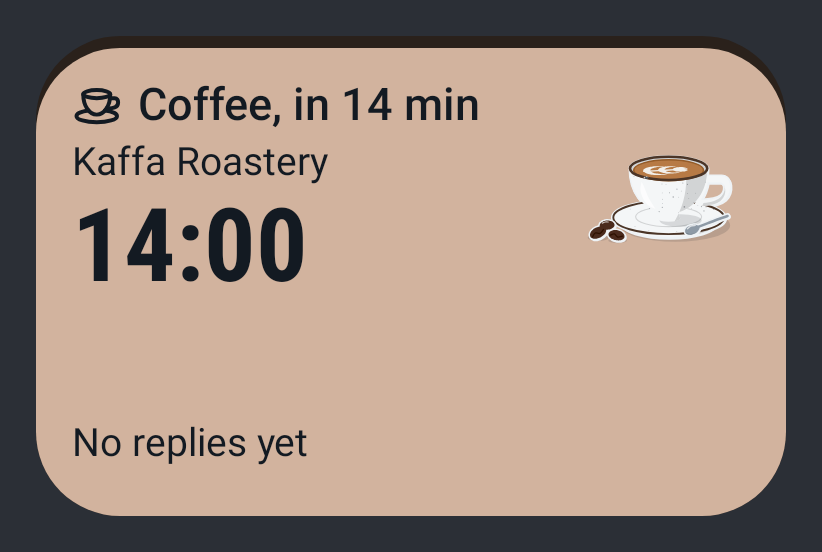 Coffee, in 14 min
Kaffa Roastery
14:00
No replies yet